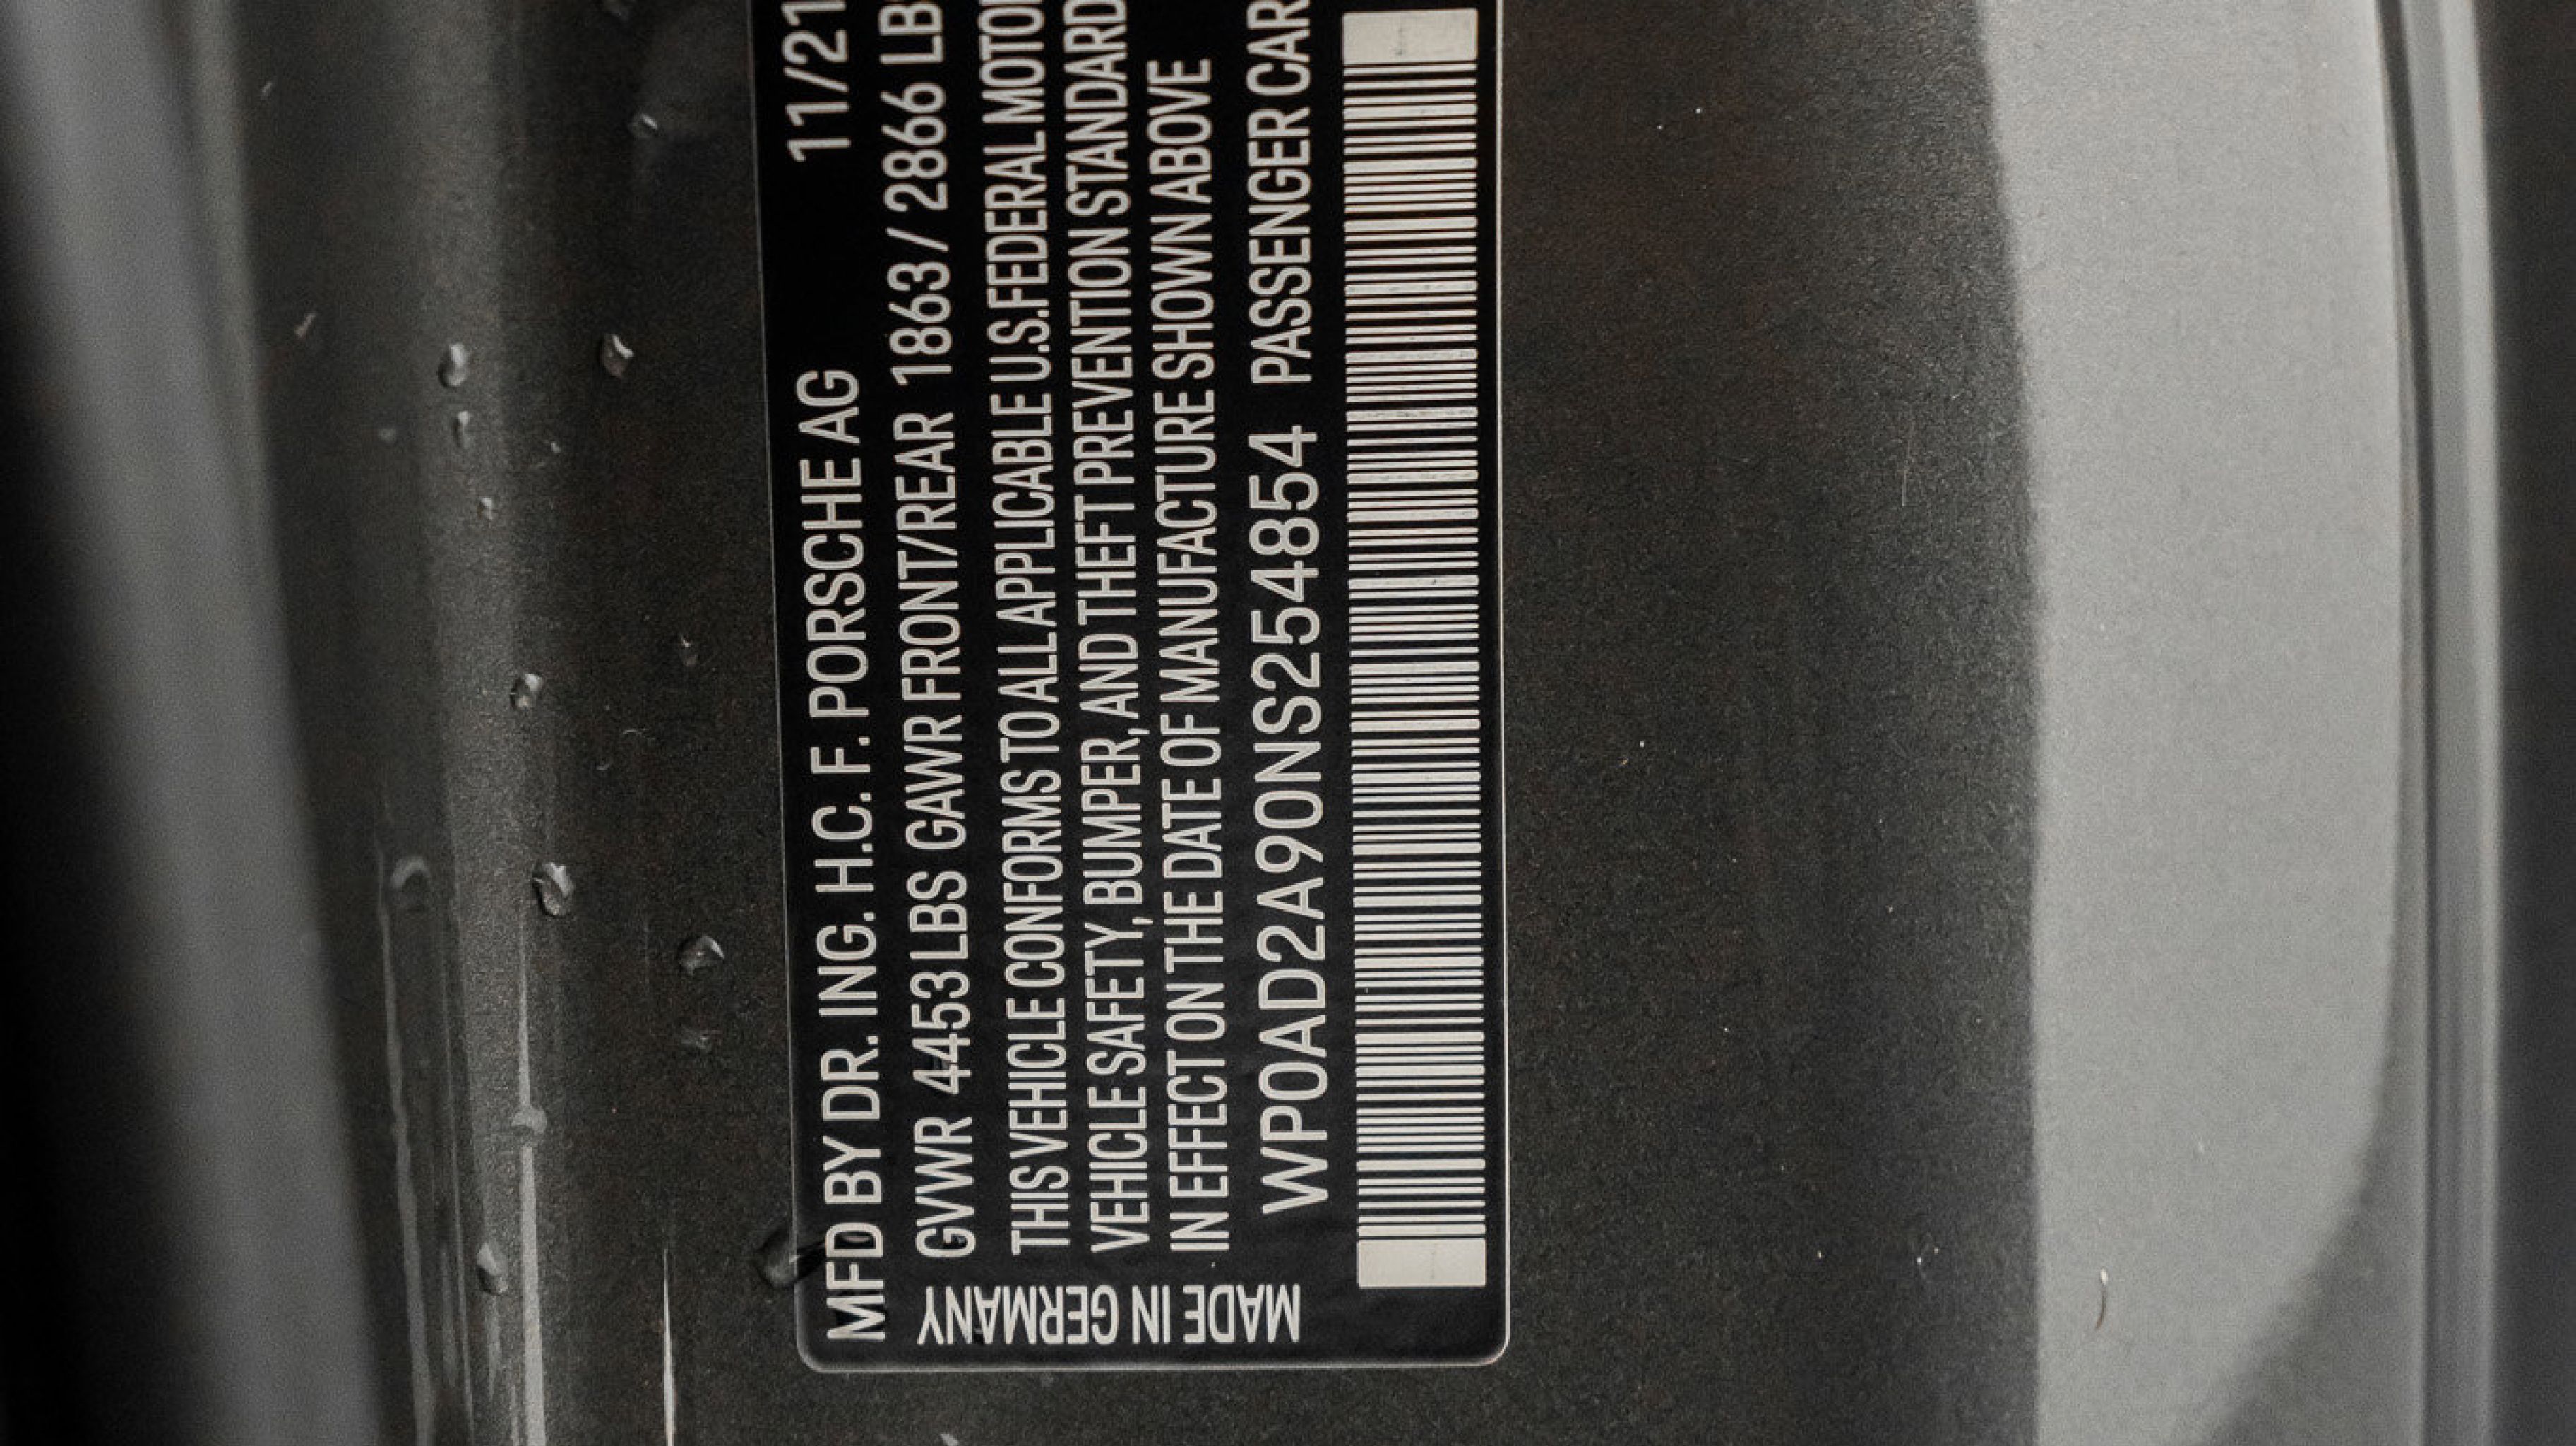 MFD BY DR. ING. H.C. F. PORSCHE AG 11/21
GVWR 4453 LBS GAWR FRONT/REAR 1863 / 2866 LBS
THIS VEHICLE CONFORMS TO ALL APPLICABLE U.S.FEDERAL MOTOR
VEHICLE SAFETY, BUMPER, AND THEFT PREVENTION STANDARD
IN EFFECT ON THE DATE OF MANUFACTURE SHOWN ABOVE
WP0AD2A90NS254854 PASSENGER CAR
MADE IN GERMANY